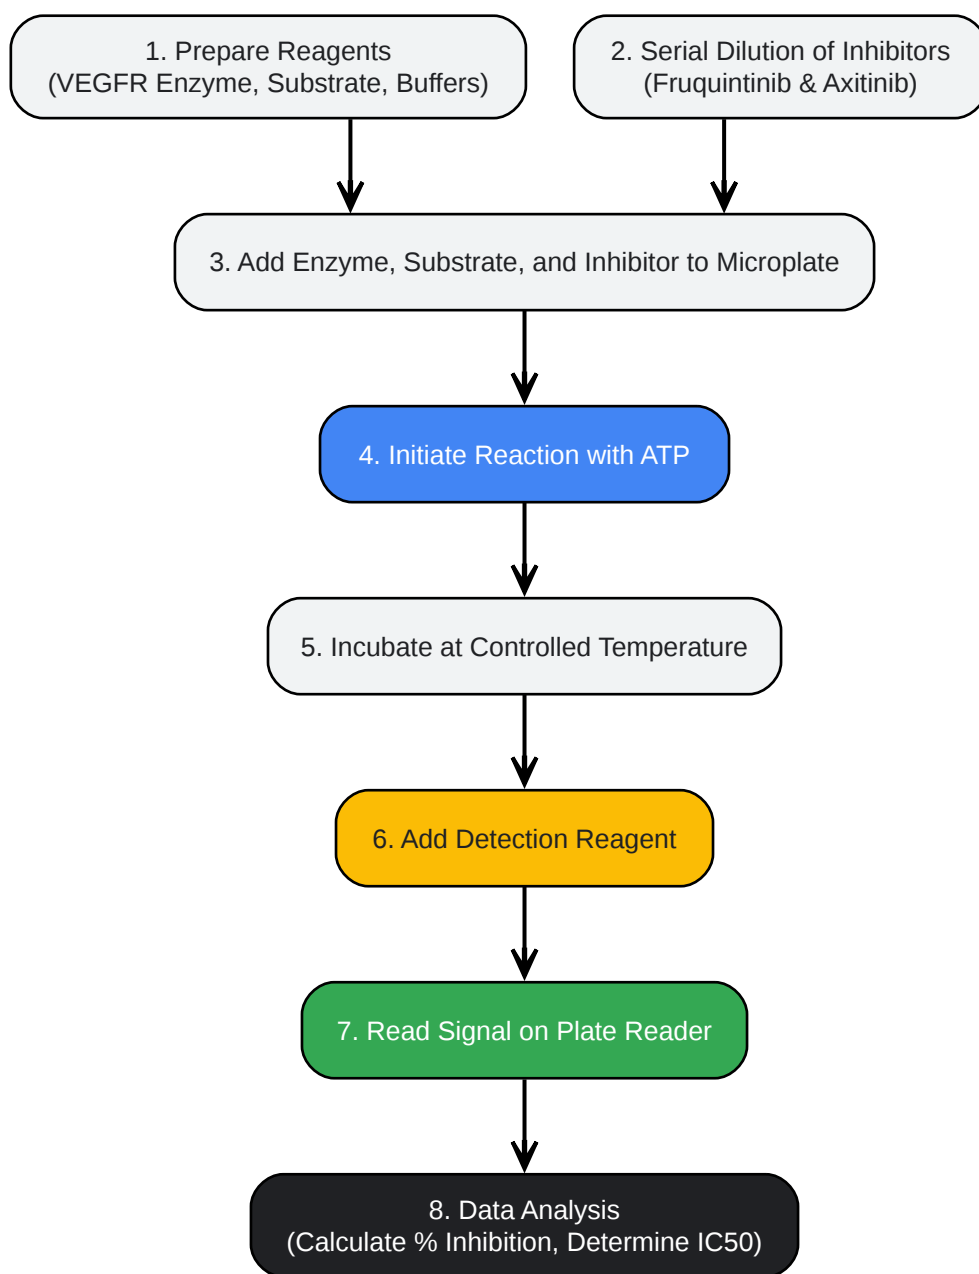 1. Prepare Reagents
(VEGFR Enzyme, Substrate, Buffers)
2. Serial Dilution of Inhibitors
(Fruquintinib & Axitinib)
3. Add Enzyme, Substrate, and Inhibitor to Microplate
4. Initiate Reaction with ATP
5. Incubate at Controlled Temperature
6. Add Detection Reagent
7. Read Signal on Plate Reader
8. Data Analysis
(Calculate % Inhibition, Determine IC50)